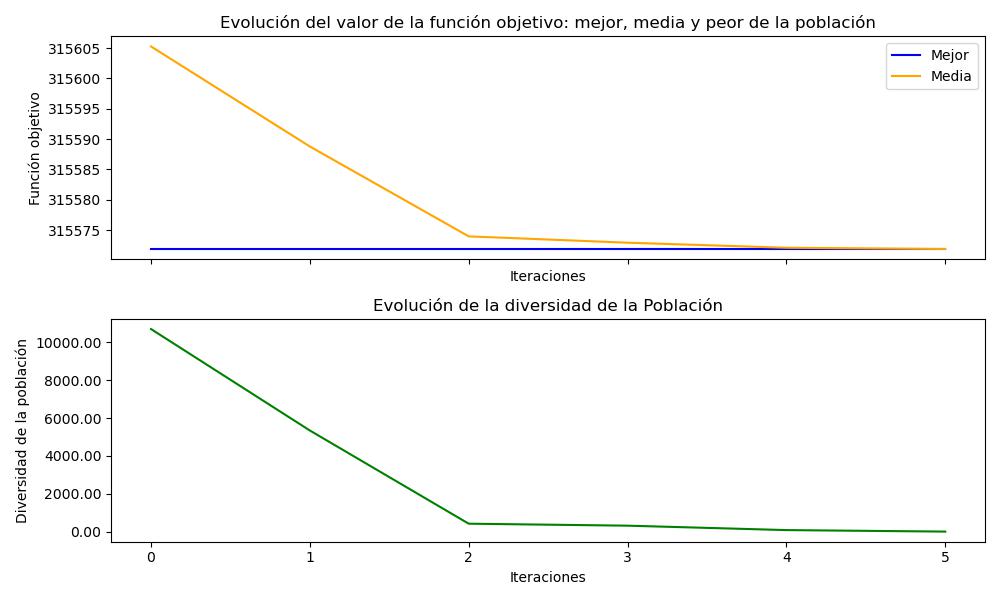 Evolución del valor de la función objetivo: mejor, media y peor de la población
315605
315600
315595
315590
315585
315580
315575
Función objetivo
Mejor
Media
Iteraciones
Evolución de la diversidad de la Población
10000.00
8000.00
6000.00
4000.00
2000.00
0.00
Diversidad de la población
0 1 2 3 4 5
Iteraciones